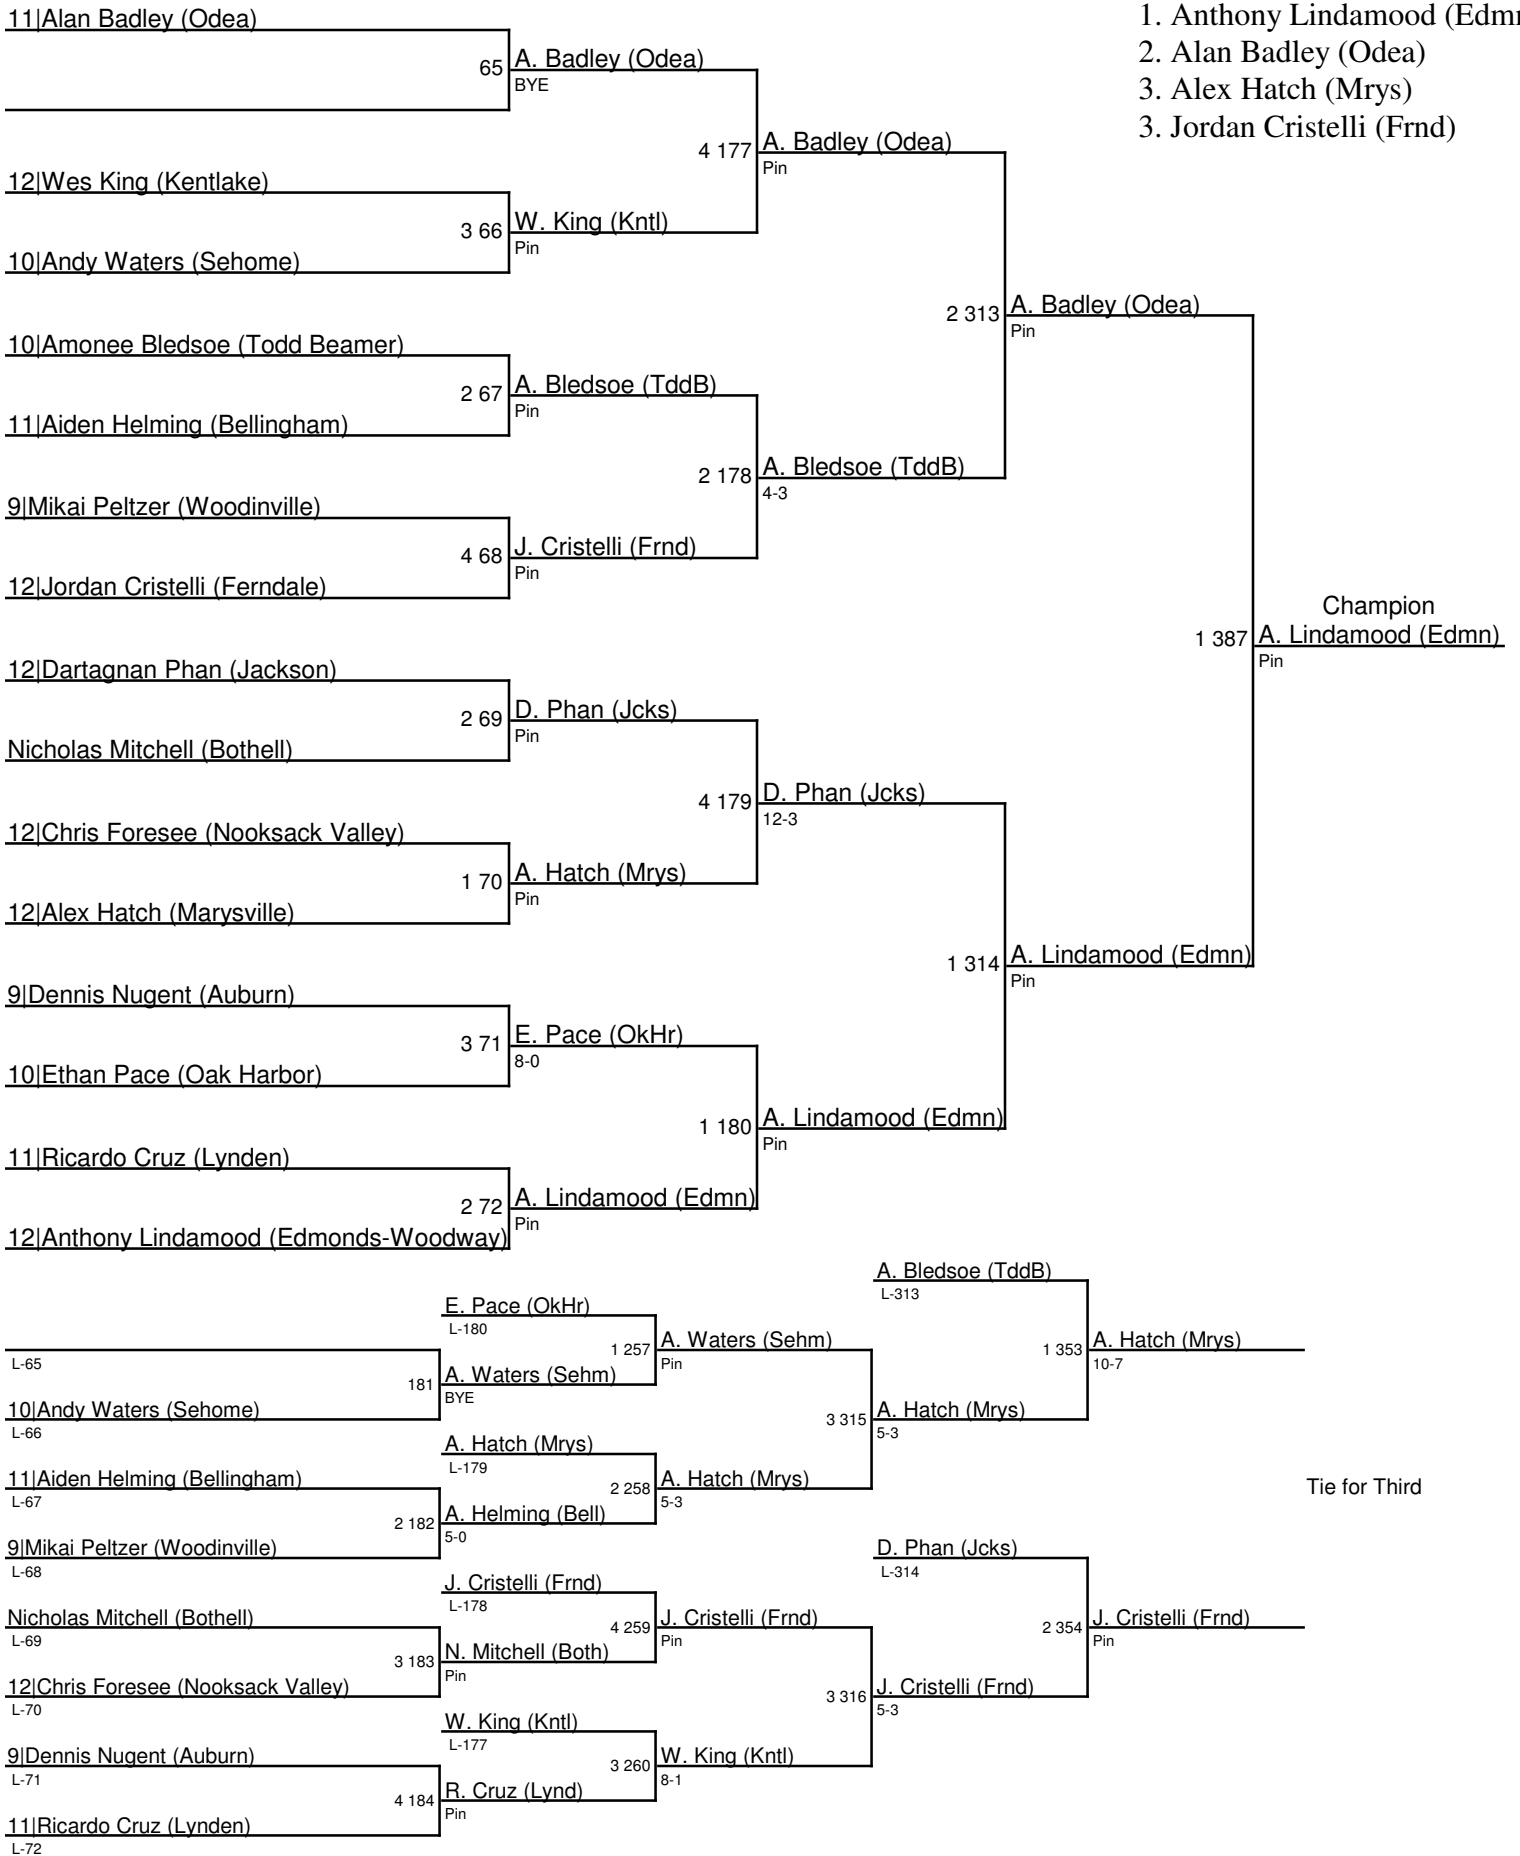 11|Alan Badley (Odea)
65
A. Badley (Odea)
BYE
4 177
A. Badley (Odea)
Pin
12|Wes King (Kentlake)
3 66
W. King (Kntl)
Pin
10|Andy Waters (Sehome)
2 313
A. Badley (Odea)
Pin
10|Amonee Bledsoe (Todd Beamer)
2 67
A. Bledsoe (TddB)
Pin
11|Aiden Helming (Bellingham)
2 178
A. Bledsoe (TddB)
4-3
9|Mikai Peltzer (Woodinville)
4 68
J. Cristelli (Frnd)
Pin
12|Jordan Cristelli (Ferndale)
1. Anthony Lindamood (Edmn
2. Alan Badley (Odea)
3. Alex Hatch (Mrys)
3. Jordan Cristelli (Frnd)
Champion
1 387
A. Lindamood (Edmn)
Pin
12|Dartagnan Phan (Jackson)
2 69
D. Phan (Jcks)
Pin
Nicholas Mitchell (Bothell)
4 179
D. Phan (Jcks)
12-3
12|Chris Foresee (Nooksack Valley)
1 70
A. Hatch (Mrys)
Pin
12|Alex Hatch (Marysville)
1 314
A. Lindamood (Edmn)
Pin
9|Dennis Nugent (Auburn)
3 71
E. Pace (OkHr)
8-0
10|Ethan Pace (Oak Harbor)
1 180
A. Lindamood (Edmn)
Pin
11|Ricardo Cruz (Lynden)
2 72
A. Lindamood (Edmn)
Pin
12|Anthony Lindamood (Edmonds-Woodway)
A. Bledsoe (TddB)
L-313
E. Pace (OkHr)
L-180
1 257
A. Waters (Sehm)
Pin
1 353
A. Hatch (Mrys)
10-7
L-65
181
A. Waters (Sehm)
BYE
10|Andy Waters (Sehome)
L-66
3 315
A. Hatch (Mrys)
5-3
A. Hatch (Mrys)
L-179
11|Aiden Helming (Bellingham)
L-67
2 258
A. Hatch (Mrys)
5-3
Tie for Third
2 182
A. Helming (Bell)
5-0
9|Mikai Peltzer (Woodinville)
L-68
D. Phan (Jcks)
L-314
J. Cristelli (Frnd)
L-178
Nicholas Mitchell (Bothell)
L-69
4 259
J. Cristelli (Frnd)
Pin
2 354
J. Cristelli (Frnd)
Pin
3 183
N. Mitchell (Both)
Pin
12|Chris Foresee (Nooksack Valley)
L-70
3 316
J. Cristelli (Frnd)
5-3
W. King (Kntl)
L-177
9|Dennis Nugent (Auburn)
L-71
3 260
W. King (Kntl)
8-1
4 184
R. Cruz (Lynd)
Pin
11|Ricardo Cruz (Lynden)
L-72